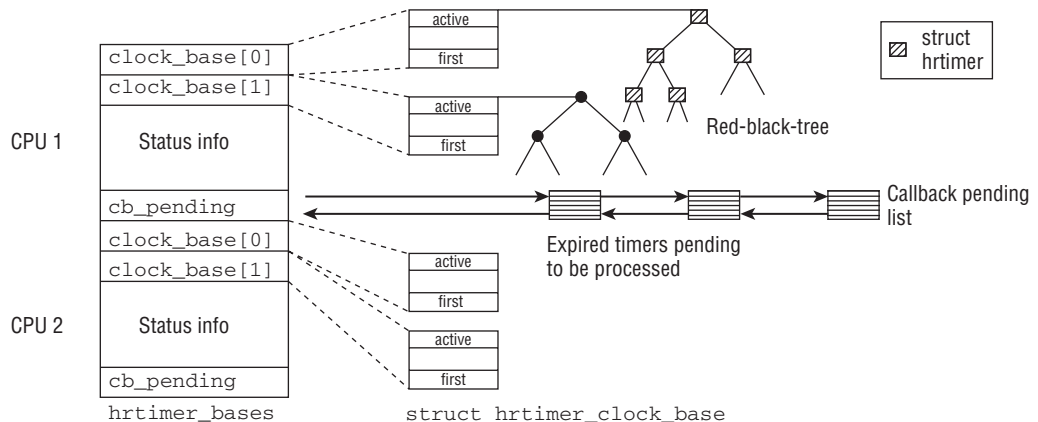 active
first
struct
hrtimer
clock_base[0]
clock_base[1]
active
first
Red-black-tree
CPU 1
Status info
cb_pending
Callback pending
list
Expired timers pending
to be processed
clock_base[0]
clock_base[1]
active
first
CPU 2
Status info
active
first
cb_pending
hrtimer_bases
struct hrtimer_clock_base